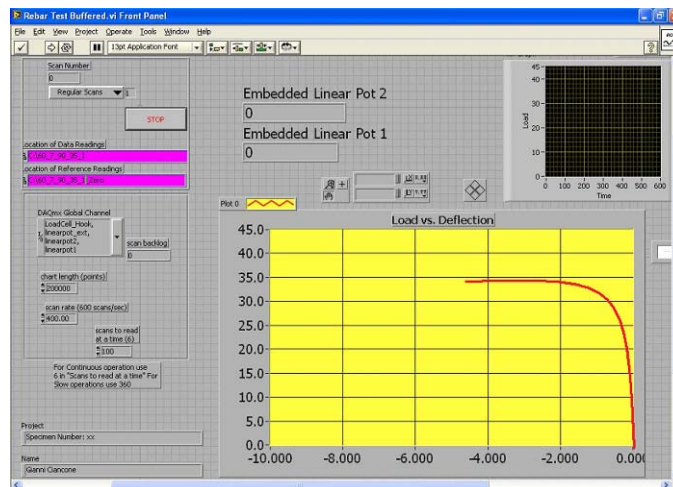 Rebar Test Buffered.vi Front Panel
File Edit View Project Operate Tools Window Help
13pt Application Font
Scan Number
0
Regular Scans 1
STOP
Location of Data Readings
C:\60_7_90_35_1
Location of Reference Readings
C:\60_7_90_35_1 Zero
DAQmx Global Channel
LoadCell_Hook,
linearpot_ext,
linearpot2,
linearpot1
scan backlog
0
chart length (points)
200000
scan rate (600 scans/sec)
400.00
scans to read
at a time (6)
100
For Continuous operation use
6 in "Scans to read at a time" For
Slow operations use 360
Project
Specimen Number: xx
Name
Gianni Ciancone
Embedded Linear Pot 2
0
Embedded Linear Pot 1
0
Load
45
40
30
20
10
0
0 100 200 300 400 500 600
Time
Plot 0
Load vs. Deflection
45.0
40.0
35.0
30.0
25.0
20.0
15.0
10.0
5.0
0.0
-10.000 -8.000 -6.000 -4.000 -2.000 0.000